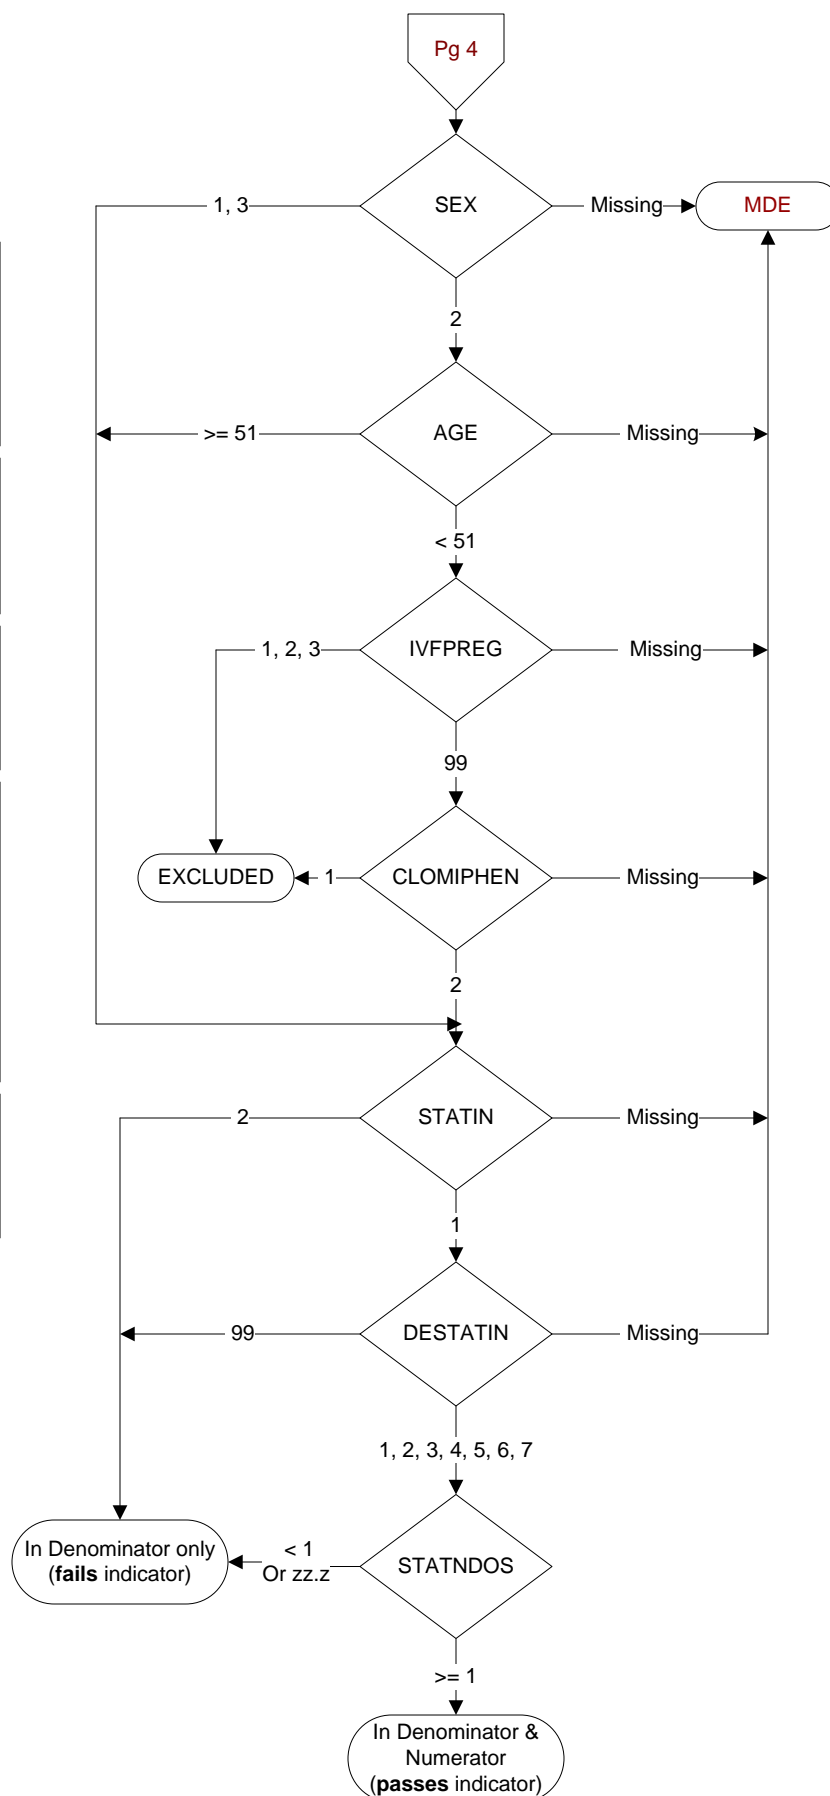 Pg 4
SEX
1, 3
Missing
MDE
2
AGE
>= 51
Missing
< 51
IVFPREG
1, 2, 3
Missing
99
CLOMIPHEN
EXCLUDED
1
Missing
2
STATIN
2
Missing
1
DESTATIN
99
Missing
1, 2, 3, 4, 5, 6, 7
STATNDOS
In Denominator only
(fails indicator)
< 1
Or zz.z
>= 1
In Denominator &
Numerator
(passes indicator)